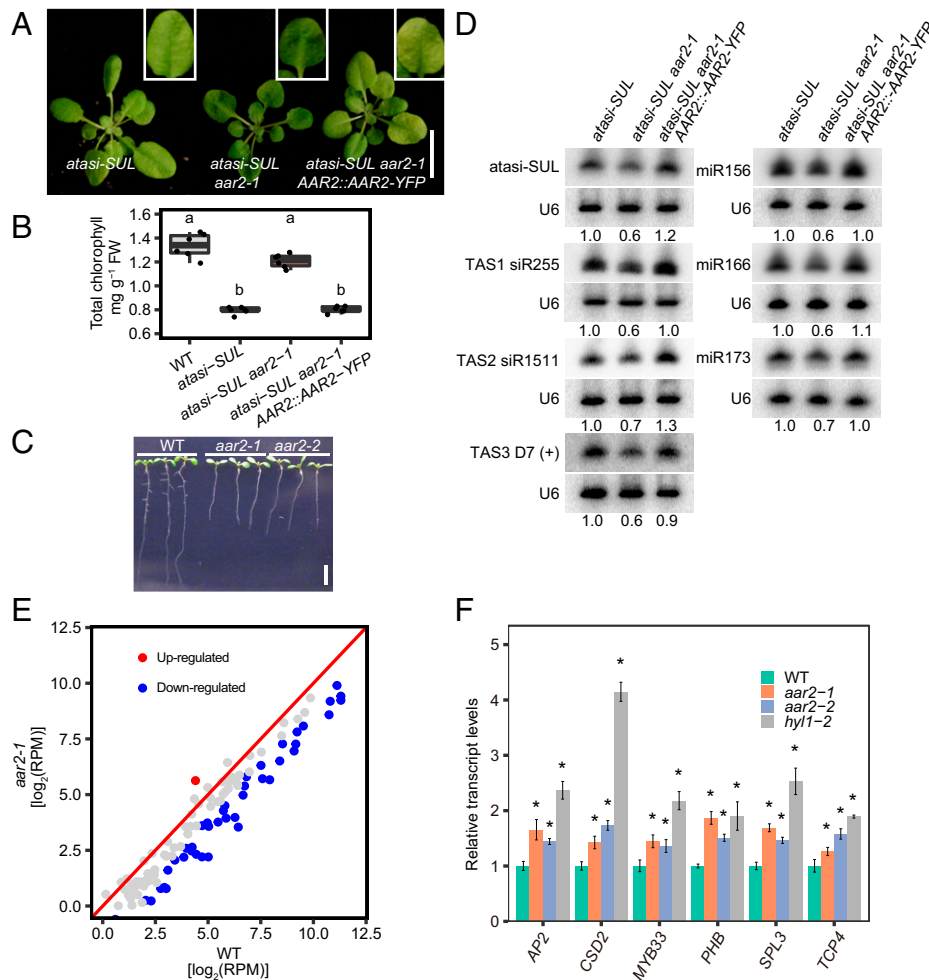 A
atasi-SUL
atasi-SUL
aar2-1
atasi-SUL aar2-1
AAR2::AAR2-YFP
B
Total chlorophyll
mg g⁻¹ FW
1.6
1.4
1.2
1.0
0.8
0.6
a
b
a
b
WT
atasi–SUL
atasi–SUL aar2–1
atasi–SUL aar2–1
AAR2::AAR2–YFP
C
WT
aar2-1
aar2-2
D
atasi-SUL
atasi-SUL aar2-1
atasi-SUL aar2-1
AAR2::AAR2-YFP
atasi-SUL
U6
1.0 0.6 1.2
TAS1 siR255
U6
1.0 0.6 1.0
TAS2 siR1511
U6
1.0 0.7 1.3
TAS3 D7 (+)
U6
1.0 0.6 0.9
atasi-SUL
atasi-SUL aar2-1
atasi-SUL aar2-1
AAR2::AAR2-YFP
miR156
U6
1.0 0.6 1.0
miR166
U6
1.0 0.6 1.1
miR173
U6
1.0 0.7 1.0
E
aar2-1
[log₂(RPM)]
12.5
10.0
7.5
5.0
2.5
0.0
Up-regulated
Down-regulated
0.0 2.5 5.0 7.5 10.0 12.5
WT
[log₂(RPM)]
F
Relative transcript levels
5
4
3
2
1
0
WT
aar2–1
aar2–2
hyl1–2
* * *
* * *
* * *
* * *
* * *
* * *
AP2
CSD2
MYB33
PHB
SPL3
TCP4